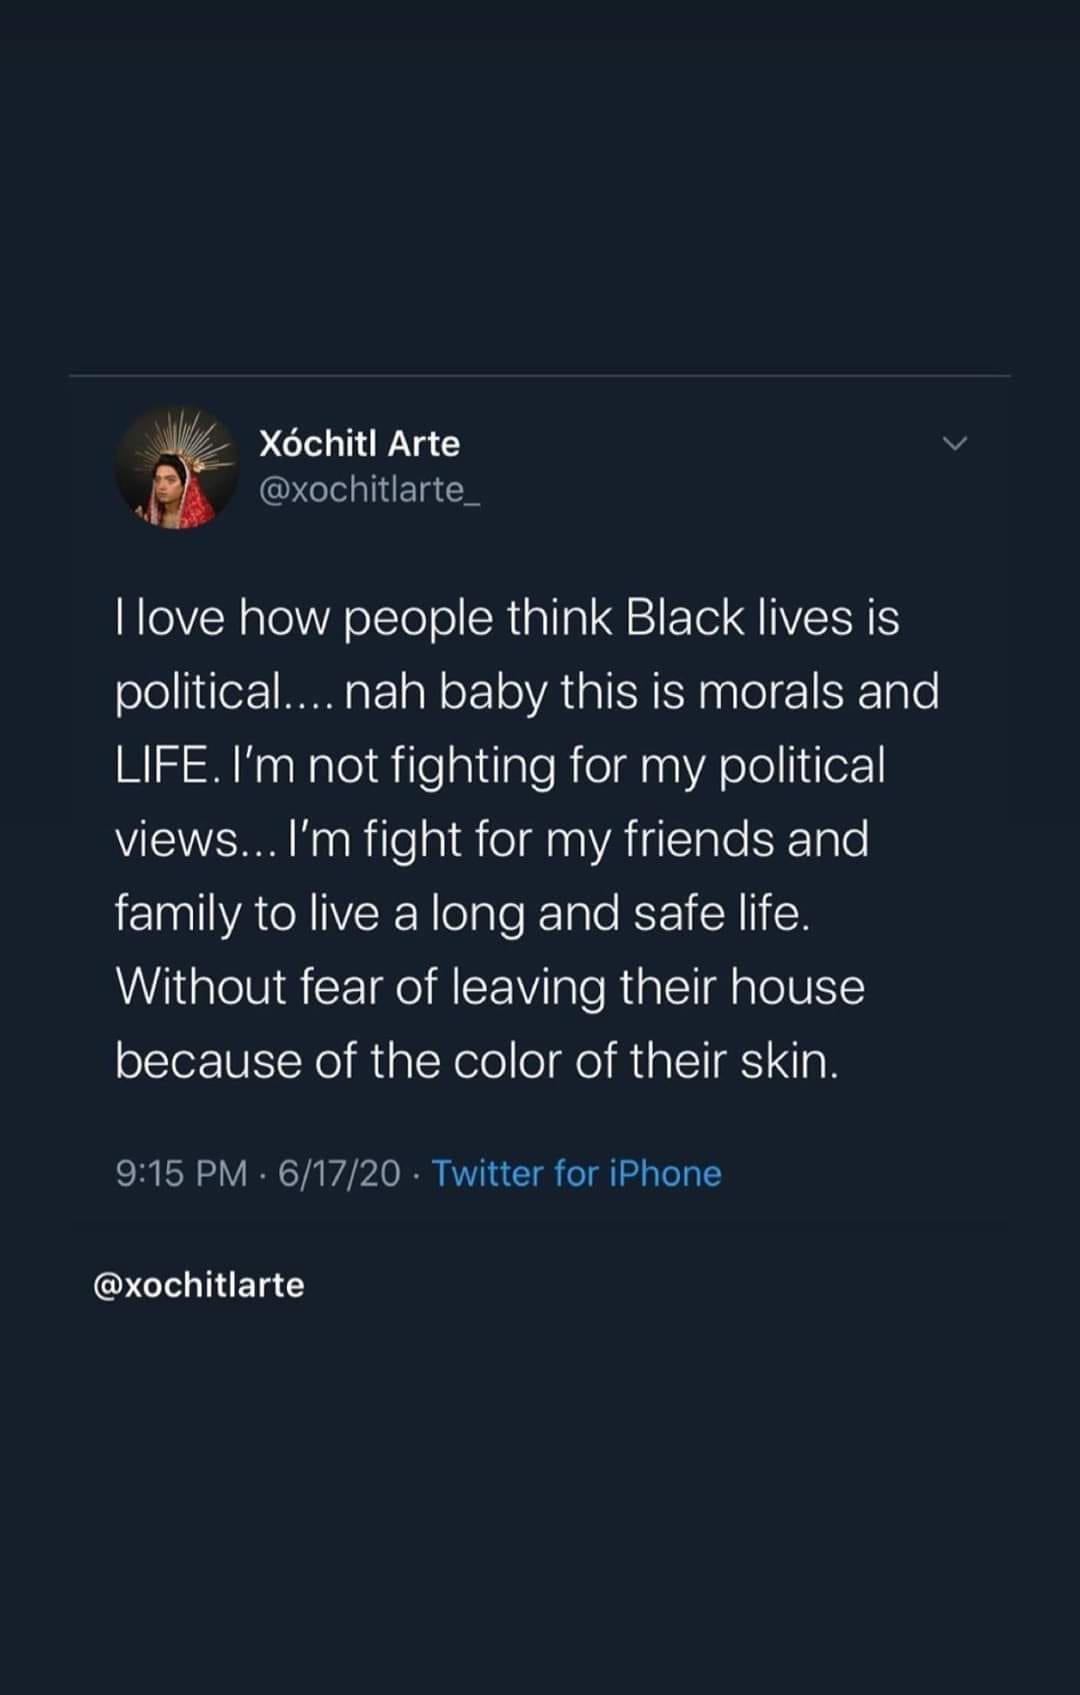 Xóchitl Arte
@xochitlarte_
I love how people think Black lives is
political.... nah baby this is morals and
LIFE. I'm not fighting for my political
views... I'm fight for my friends and
family to live a long and safe life.
Without fear of leaving their house
because of the color of their skin.
9:15 PM · 6/17/20 · Twitter for iPhone
@xochitlarte